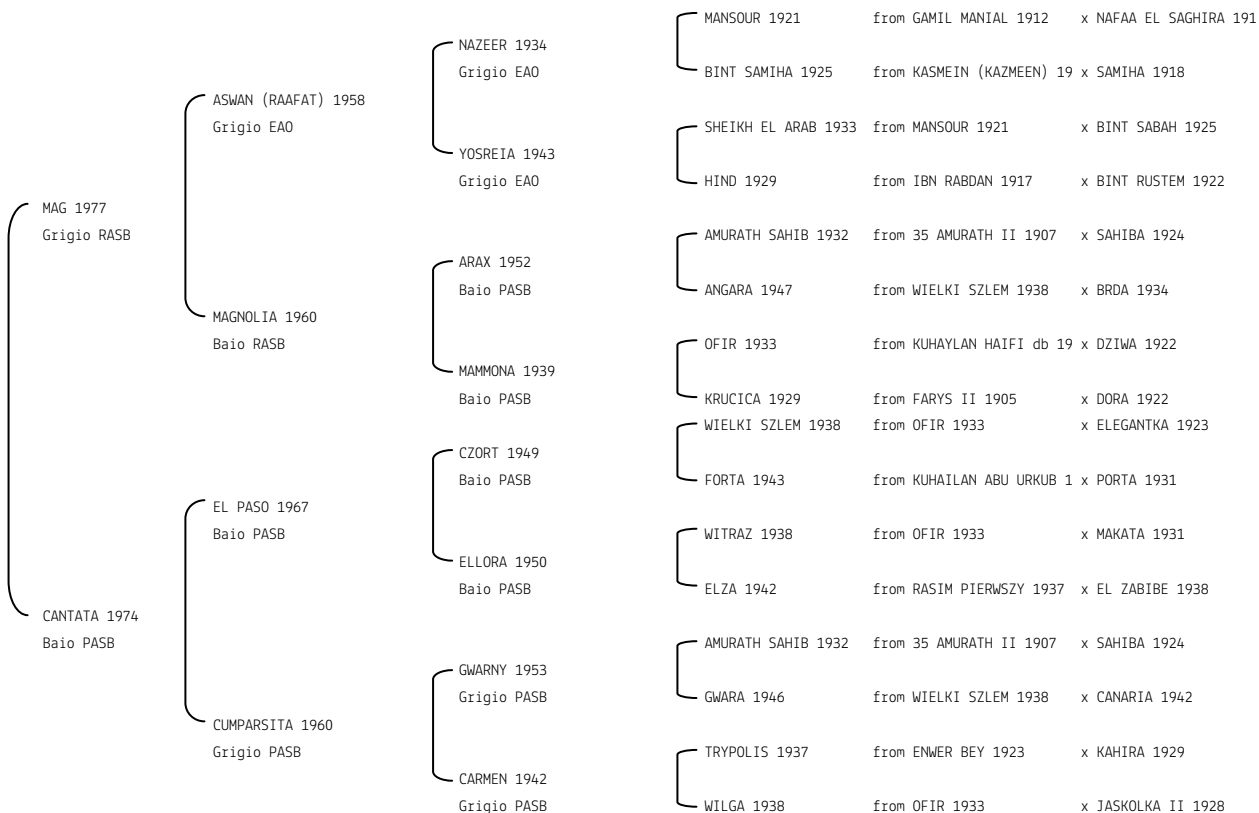 MANSOUR 1921 from GAMIL MANIAL 1912 x NAFAA EL SAGHIRA 191
NAZEER 1934
Grigio EAO
BINT SAMIHA 1925 from KASMEIN (KAZMEEN) 19 x SAMIHA 1918
ASWAN (RAAFAT) 1958
Grigio EAO
SHEIKH EL ARAB 1933 from MANSOUR 1921 x BINT SABAH 1925
YOSREIA 1943
Grigio EAO
HIND 1929 from IBN RABDAN 1917 x BINT RUSTEM 1922
MAG 1977
Grigio RASB
AMURATH SAHIB 1932 from 35 AMURATH II 1907 x SAHIBA 1924
ARAX 1952
Baio PASB
ANGARA 1947 from WIELKI SZLEM 1938 x BRDA 1934
MAGNOLIA 1960
Baio RASB
OFIR 1933 from KUHAYLAN HAIFI db 19 x DZIWA 1922
MAMMONA 1939
Baio PASB
KRUCICA 1929 from FARYS II 1905 x DORA 1922
WIELKI SZLEM 1938 from OFIR 1933 x ELEGANTKA 1923
CZORT 1949
Baio PASB
FORTA 1943 from KUHAILAN ABU URKUB 1 x PORTA 1931
EL PASO 1967
Baio PASB
WITRAZ 1938 from OFIR 1933 x MAKATA 1931
ELLORA 1950
Baio PASB
ELZA 1942 from RASIM PIERWSZY 1937 x EL ZABIBE 1938
CANTATA 1974
Baio PASB
AMURATH SAHIB 1932 from 35 AMURATH II 1907 x SAHIBA 1924
GWARNY 1953
Grigio PASB
GWARA 1946 from WIELKI SZLEM 1938 x CANARIA 1942
CUMPARSITA 1960
Grigio PASB
TRYPOLIS 1937 from ENWER BEY 1923 x KAHIRA 1929
CARMEN 1942
Grigio PASB
WILGA 1938 from OFIR 1933 x JASKOLKA II 1928